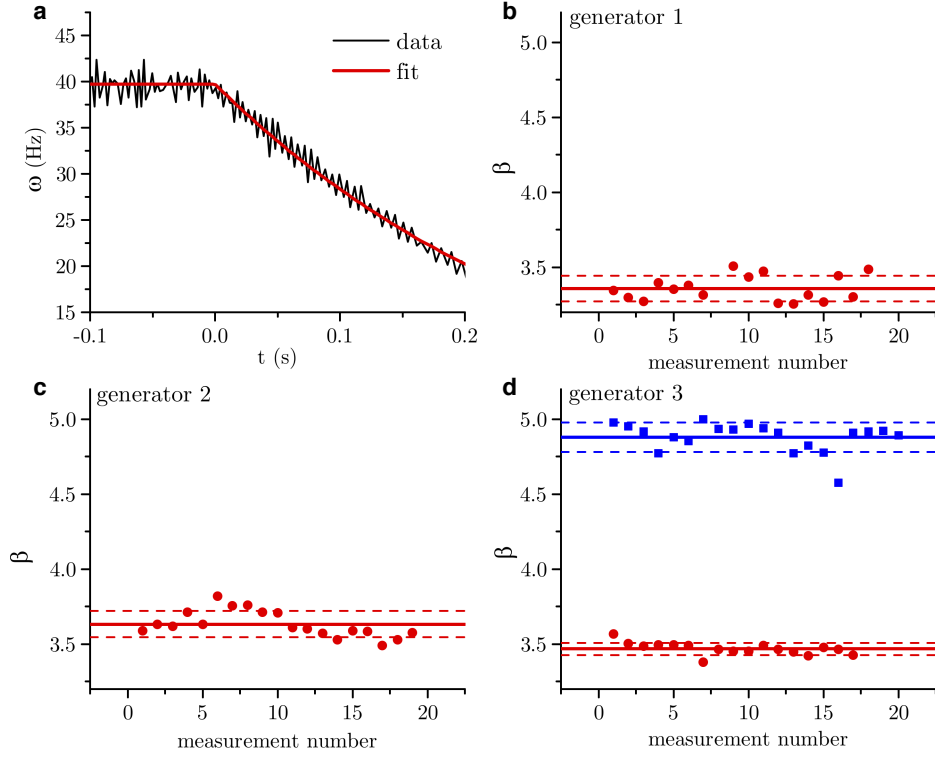 a
45
40
35
30
25
20
15
-0.1
0.0
0.1
0.2
ω (Hz)
t (s)
data
fit
b
generator 1
5.0
4.5
4.0
3.5
β
0
5
10
15
20
measurement number
c
generator 2
5.0
4.5
4.0
3.5
β
0
5
10
15
20
measurement number
d
generator 3
5.0
4.5
4.0
3.5
β
0
5
10
15
20
measurement number